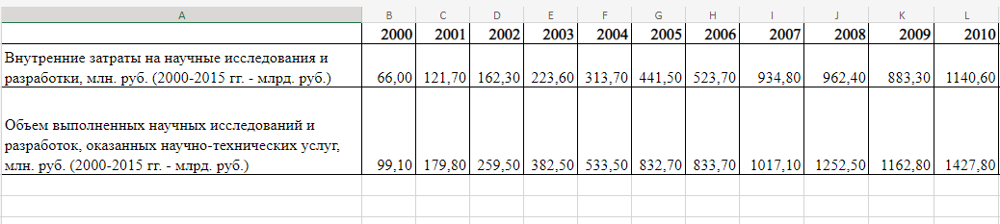 A B C D E F G H I J K L
2000 2001 2002 2003 2004 2005 2006 2007 2008 2009 2010
Внутренние затраты на научные исследования и
разработки, млн. руб. (2000-2015 гг. - млрд. руб.) 66,00 121,70 162,30 223,60 313,70 441,50 523,70 934,80 962,40 883,30 1140,60
Объем выполненных научных исследований и
разработок, оказанных научно-технических услуг,
млн. руб. (2000-2015 гг. - млрд. руб.) 99,10 179,80 259,50 382,50 533,50 832,70 833,70 1017,10 1252,50 1162,80 1427,80